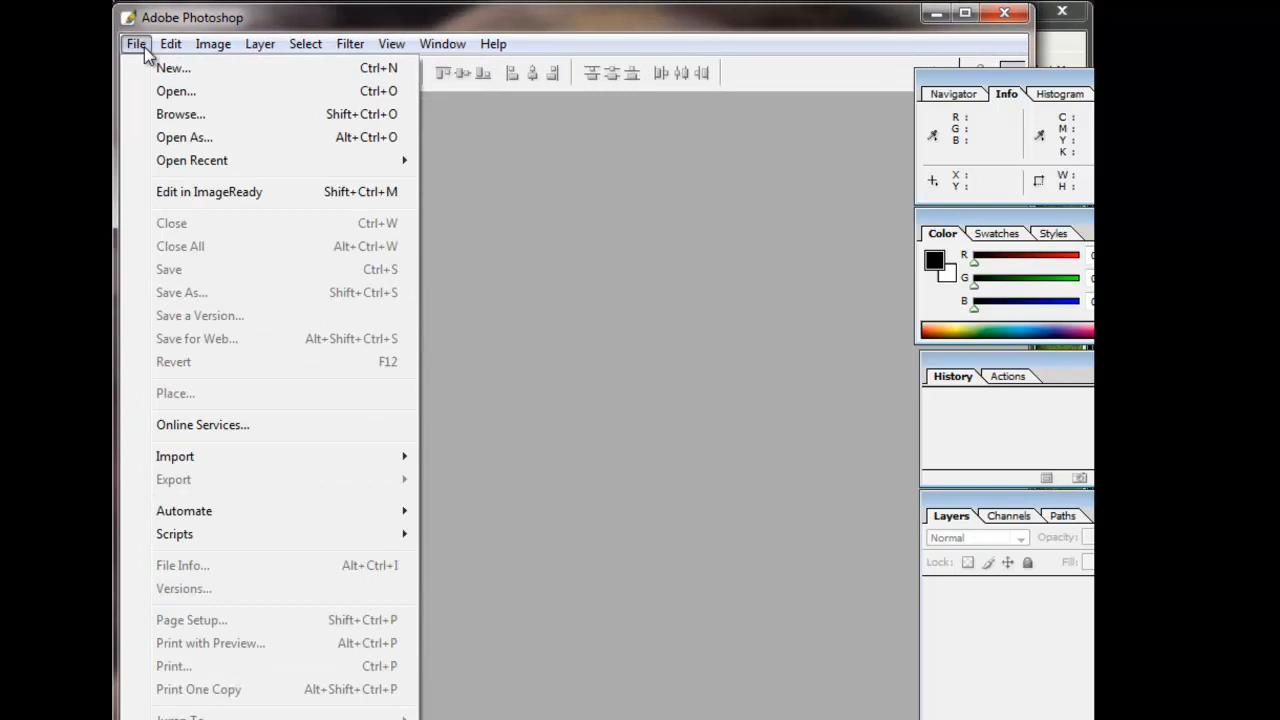 Adobe Photoshop
File Edit Image Layer Select Filter View Window Help
New... Ctrl+N
Open... Ctrl+O
Browse... Shift+Ctrl+O
Open As... Alt+Ctrl+O
Open Recent
Edit in ImageReady Shift+Ctrl+M
Close Ctrl+W
Close All Alt+Ctrl+W
Save Ctrl+S
Save As... Shift+Ctrl+S
Save a Version...
Save for Web... Alt+Shift+Ctrl+S
Revert F12
Place...
Online Services...
Import
Export
Automate
Scripts
File Info... Alt+Ctrl+I
Versions...
Page Setup... Shift+Ctrl+P
Print with Preview... Alt+Ctrl+P
Print... Ctrl+P
Print One Copy Alt+Shift+Ctrl+P
Jump To
Navigator Info Histogram
R : C :
G : M :
B : Y :
K :
X : W :
Y : H :
Color Swatches Styles
R
G
B
History Actions
Layers Channels Paths
Normal Opacity:
Lock: Fill: